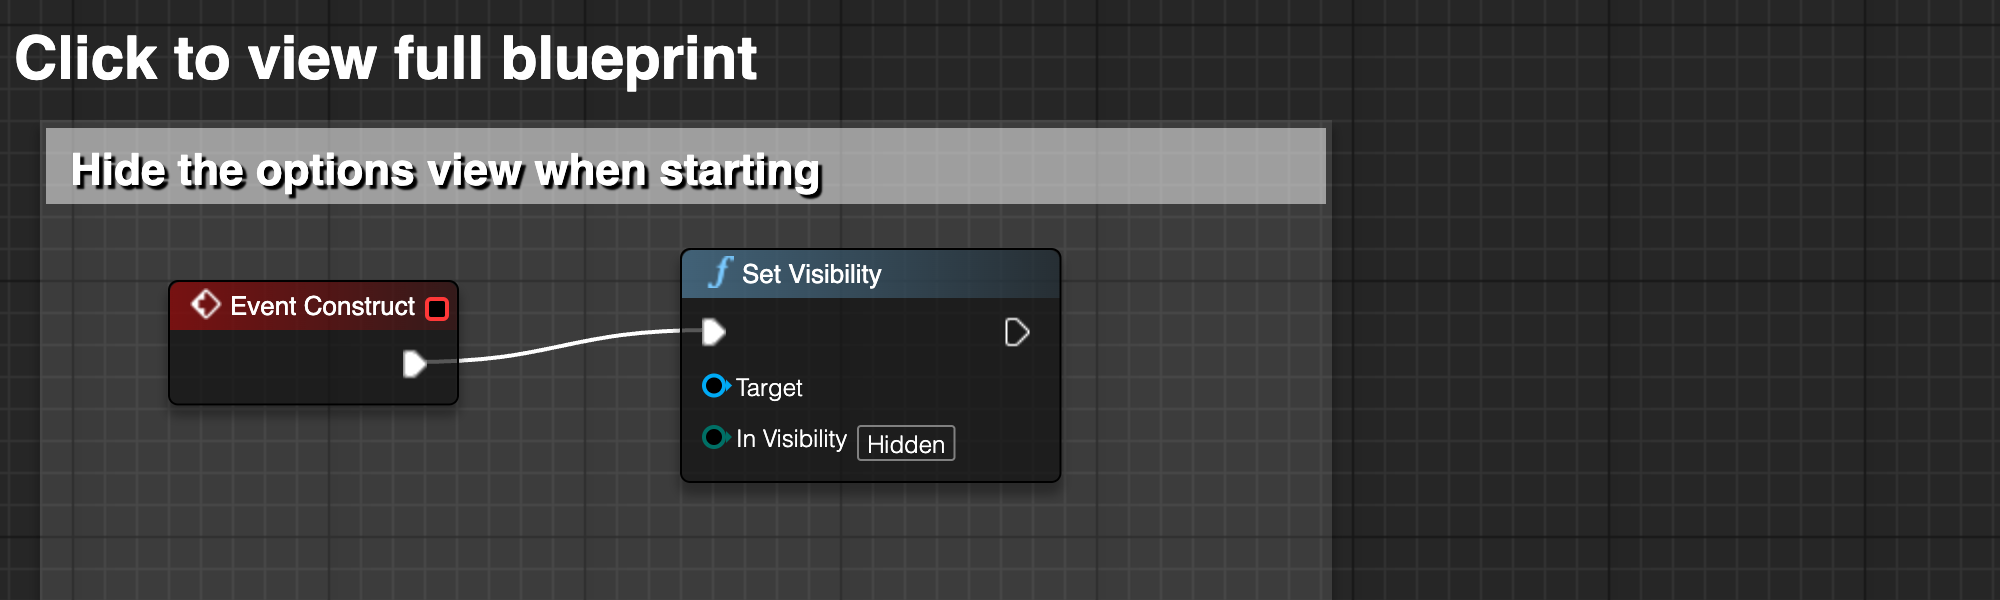 Click to view full blueprint
Hide the options view when starting
Event Construct
f Set Visibility
Target
In Visibility Hidden